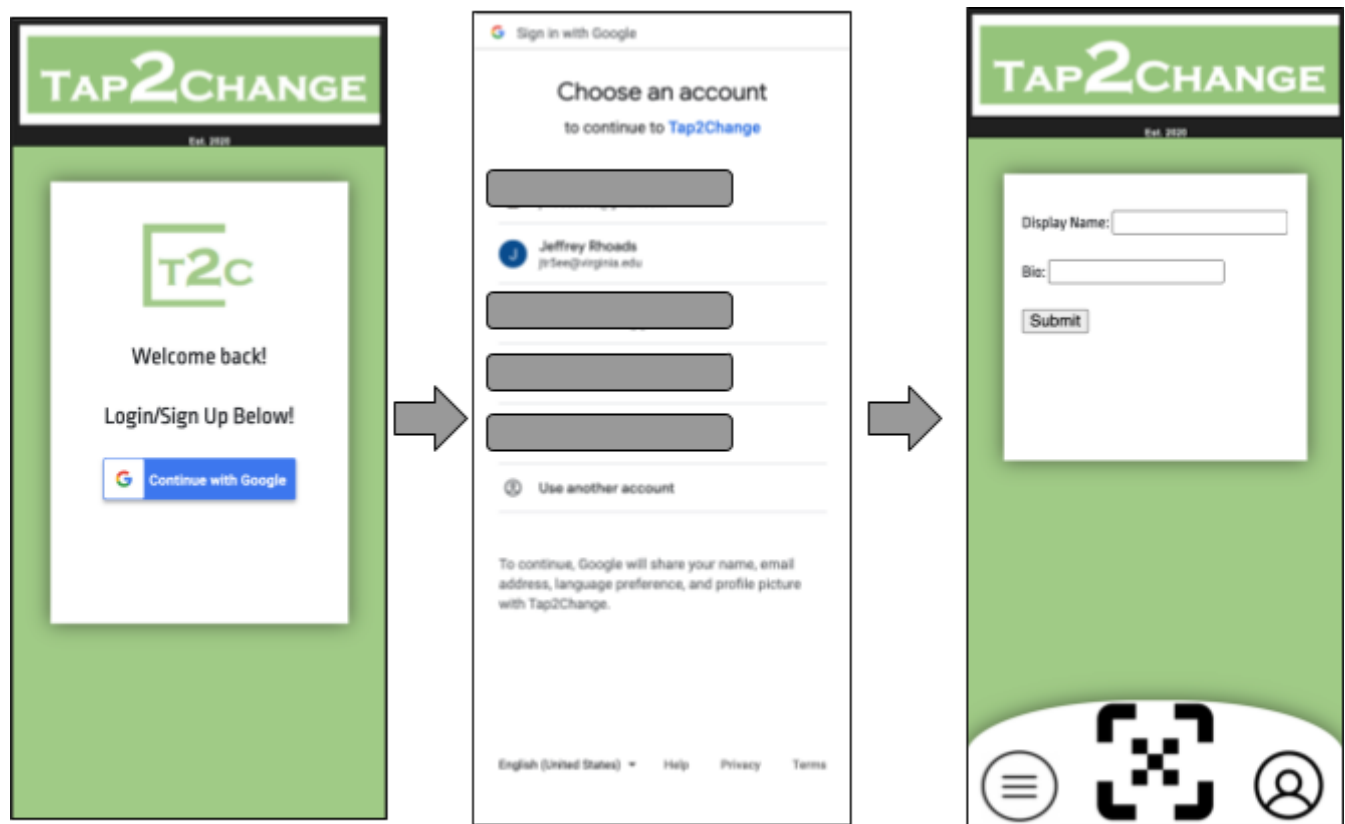 TAP2CHANGE
Est. 2020
T2C
Welcome back!
Login/Sign Up Below!
Continue with Google
Sign in with Google
Choose an account
to continue to Tap2Change
Jeffrey Rhoads
jtr5ee@virginia.edu
Use another account
To continue, Google will share your name, email
address, language preference, and profile picture
with Tap2Change.
English (United States) Help Privacy Terms
TAP2CHANGE
Est. 2020
Display Name:
Bio:
Submit